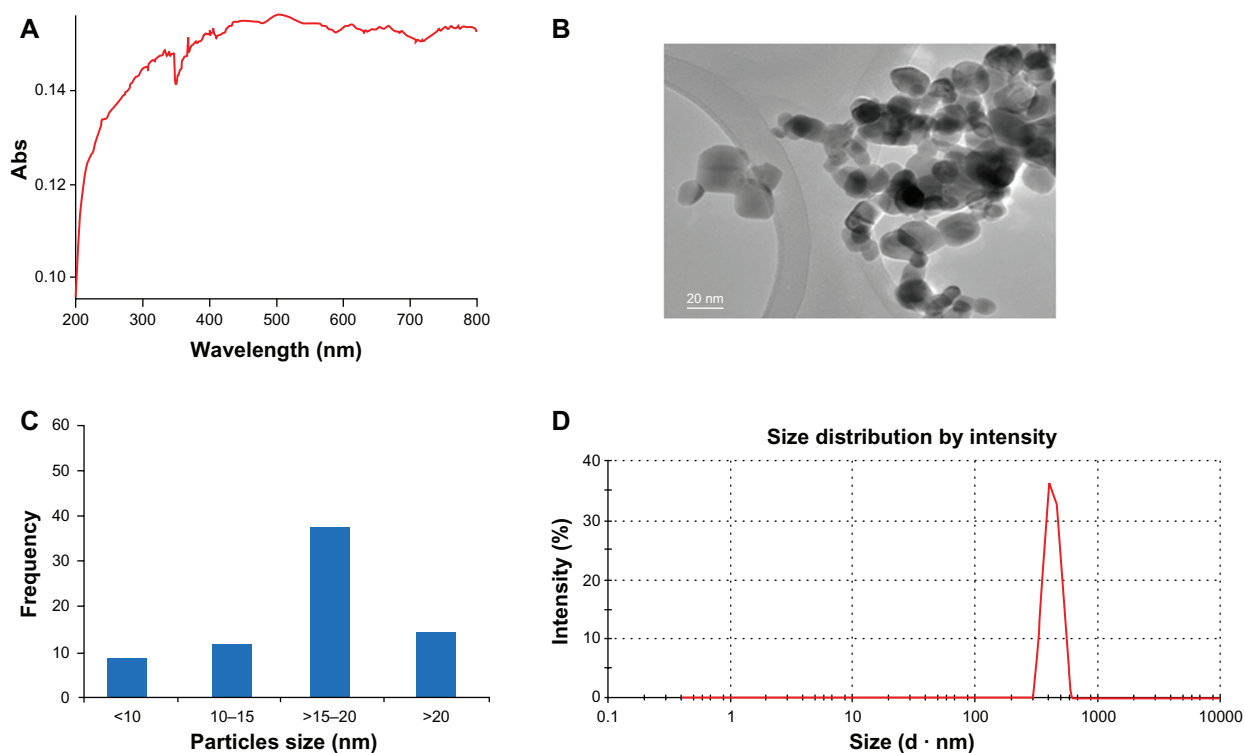 A
Abs
0.14
0.12
0.10
200 300 400 500 600 700 800
Wavelength (nm)
B
20 nm
C
Frequency
60
50
40
30
20
10
0
<10 10–15 >15–20 >20
Particles size (nm)
D
Size distribution by intensity
Intensity (%)
40
30
20
10
0
0.1 1 10 100 1000 10000
Size (d · nm)